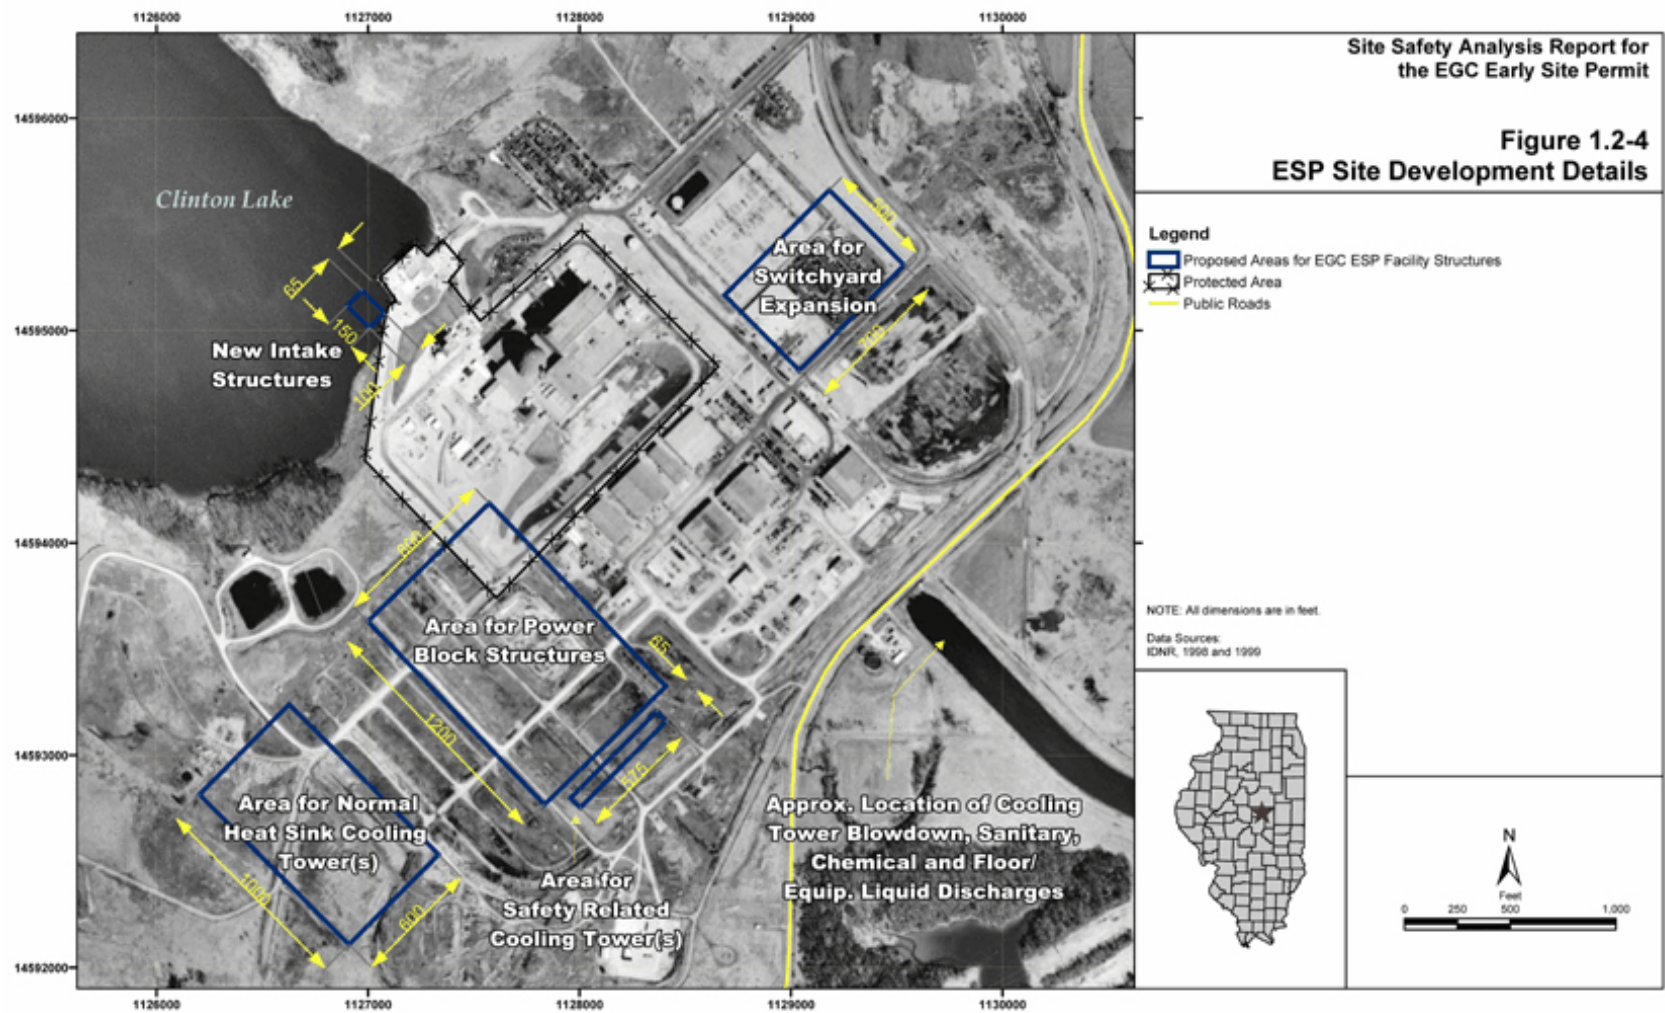 1126000
1127000
1128000
1129000
1130000
Site Safety Analysis Report for
the EGC Early Site Permit
Figure 1.2-4
ESP Site Development Details
14596000
14595000
14594000
14593000
14592000
Clinton Lake
65
150
100
New Intake
Structures
500
Area for
Switchyard
Expansion
700
800
Area for Power
Block Structures
65
1200
575
Area for Normal
Heat Sink Cooling
Tower(s)
1000
600
Area for
Safety Related
Cooling Tower(s)
Approx. Location of Cooling
Tower Blowdown, Sanitary,
Chemical and Floor/
Equip. Liquid Discharges
Legend
Proposed Areas for EGC ESP Facility Structures
Protected Area
Public Roads
NOTE: All dimensions are in feet.
Data Sources:
IDNR, 1998 and 1999
N
Feet
0 250 500 1,000
1126000
1127000
1128000
1129000
1130000